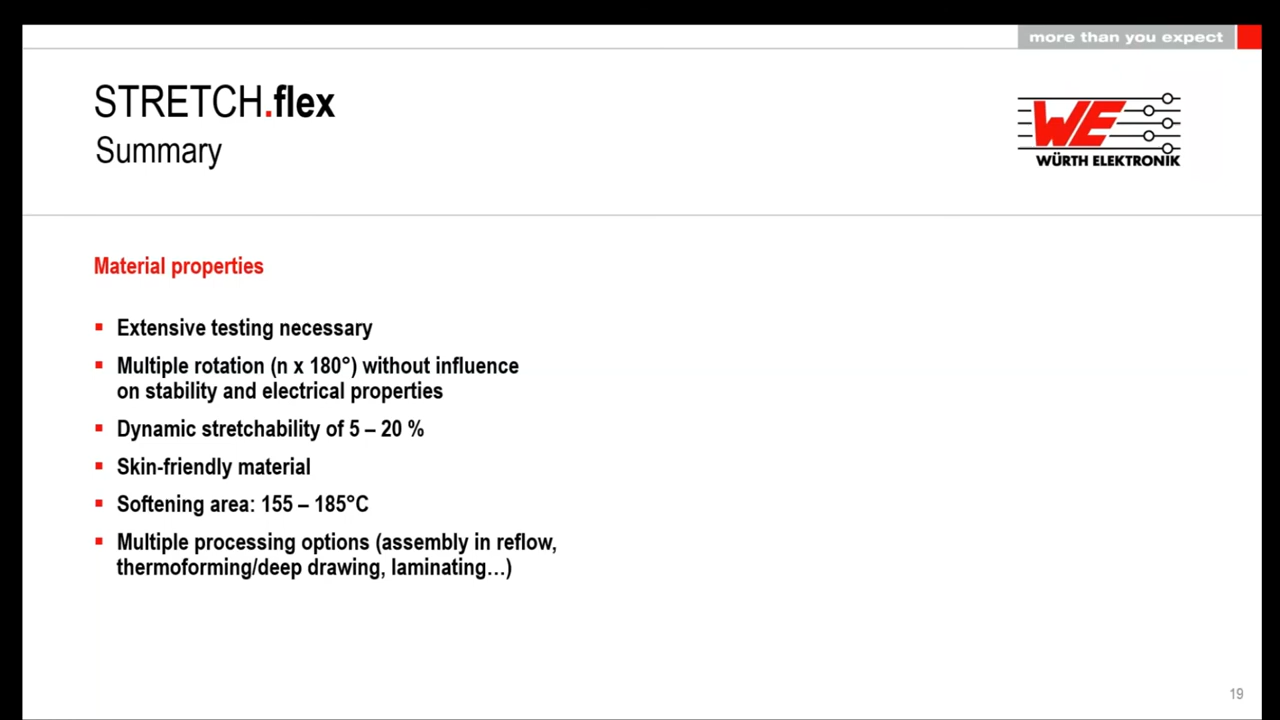 more than you expect
STRETCH.flex
Summary
WE
WÜRTH ELEKTRONIK
Material properties
▪ Extensive testing necessary
▪ Multiple rotation (n x 180°) without influence
on stability and electrical properties
▪ Dynamic stretchability of 5 – 20 %
▪ Skin-friendly material
▪ Softening area: 155 – 185°C
▪ Multiple processing options (assembly in reflow,
thermoforming/deep drawing, laminating…)
19